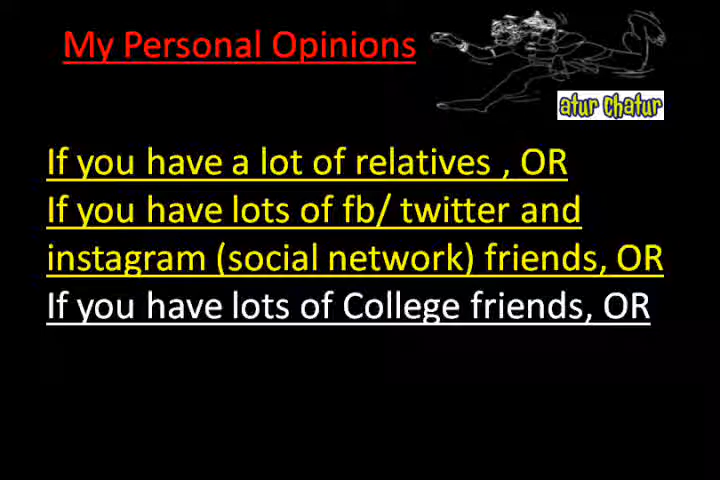 My Personal Opinions
atur chatur
If you have a lot of relatives , OR
If you have lots of fb/ twitter and
instagram (social network) friends, OR
If you have lots of College friends, OR